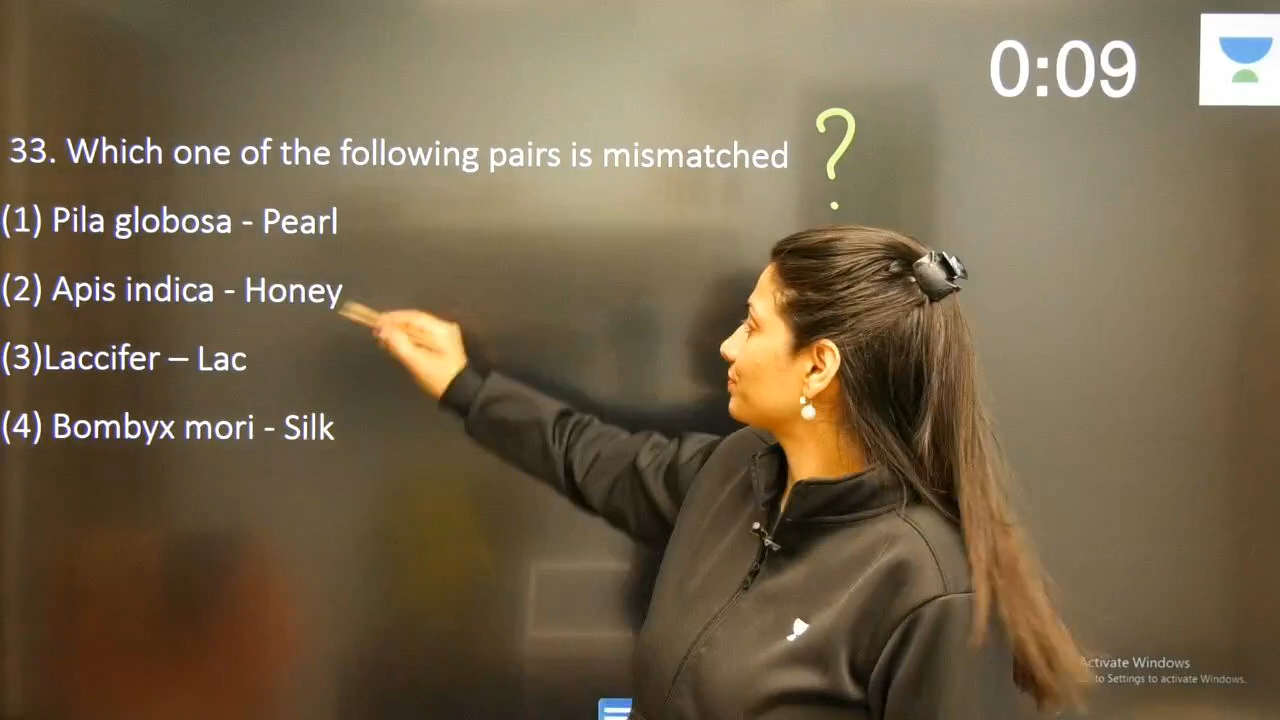 0:09
33. Which one of the following pairs is mismatched ?
(1) Pila globosa - Pearl
(2) Apis indica - Honey
(3)Laccifer – Lac
(4) Bombyx mori - Silk
Activate Windows
to Settings to activate Windows.